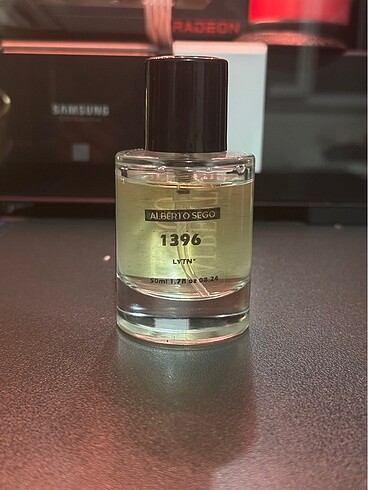 RADEON
SAMSUNG
ALBERTO SEGO
1396
LYTN*
50ml 1.7fl oz 08.24